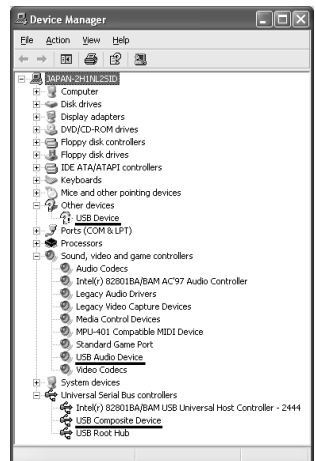 Device Manager
File Action View Help
JAPAN-2H1NL2SID
Computer
Disk drives
Display adapters
DVD/CD-ROM drives
Floppy disk controllers
Floppy disk drives
IDE ATA/ATAPI controllers
Keyboards
Mice and other pointing devices
Other devices
USB Device
Ports (COM & LPT)
Processors
Sound, video and game controllers
Audio Codecs
Intel(r) 82801BA/BAM AC'97 Audio Controller
Legacy Audio Drivers
Legacy Video Capture Devices
Media Control Devices
MPU-401 Compatible MIDI Device
Standard Game Port
USB Audio Device
Video Codecs
System devices
Universal Serial Bus controllers
Intel(r) 82801BA/BAM USB Universal Host Controller - 2444
USB Composite Device
USB Root Hub